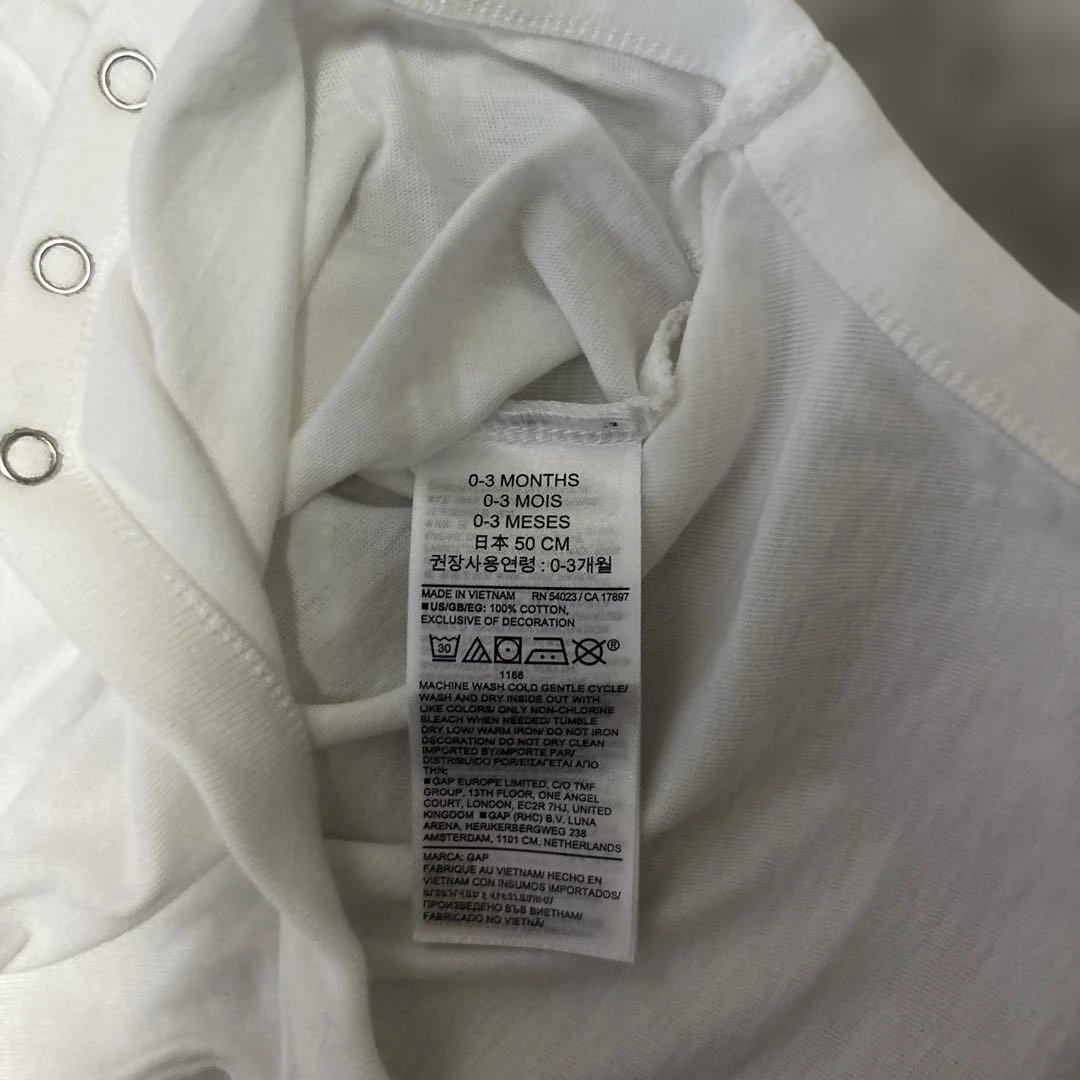 0-3 MONTHS
0-3 MOIS
0-3 MESES
日本 50 CM
권장사용연령 : 0-3개월
MADE IN VIETNAM RN 54023 / CA 17897
■US/GB/EG: 100% COTTON,
EXCLUSIVE OF DECORATION
30 ®
1166
MACHINE WASH COLD GENTLE CYCLE/
WASH AND DRY INSIDE OUT WITH
LIKE COLORS/ ONLY NON-CHLORINE
BLEACH WHEN NEEDED/ TUMBLE
DRY LOW/ WARM IRON/ DO NOT IRON
DECORATION/ DO NOT DRY CLEAN
IMPORTED BY/IMPORTE PAR/
DISTRIBUIDO POR/ΕΙΣΑΓΕΤΑΙ ΑΠΟ
ΤΗΝ:
■GAP EUROPE LIMITED, C/O TMF
GROUP, 13TH FLOOR, ONE ANGEL
COURT, LONDON, EC2R 7HJ, UNITED
KINGDOM ■GAP (RHC) B.V. LUNA
ARENA, HERIKERBERGWEG 238
AMSTERDAM, 1101 CM, NETHERLANDS
MARCA: GAP
FABRIQUE AU VIETNAM/ HECHO EN
VIETNAM CON INSUMOS IMPORTADOS/
ПРОИЗВЕДЕНО ВЪВ ВИЕТНАМ/
FABRICADO NO VIETNÃ/